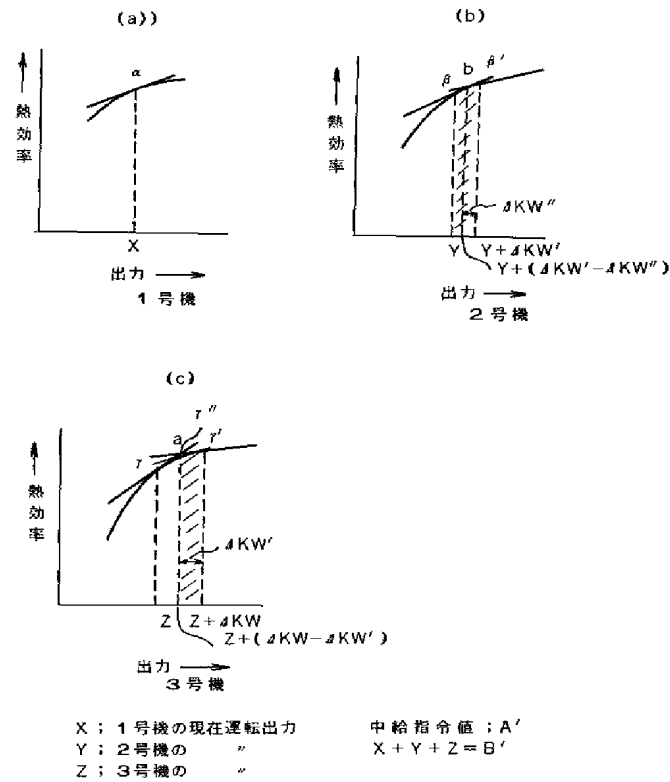 (a))
α
熱効率
X
出力
1号機
(b)
β b β′
熱効率
ΔKW″
Y Y+ΔKW′
Y+(ΔKW′−ΔKW″)
出力
2号機
(c)
γ″
γ a γ′
熱効率
ΔKW′
Z Z+ΔKW
Z+(ΔKW−ΔKW′)
出力
3号機
X;1号機の現在運転出力 中給指令値;A′
Y;2号機の 〃 X+Y+Z=B′
Z;3号機の 〃